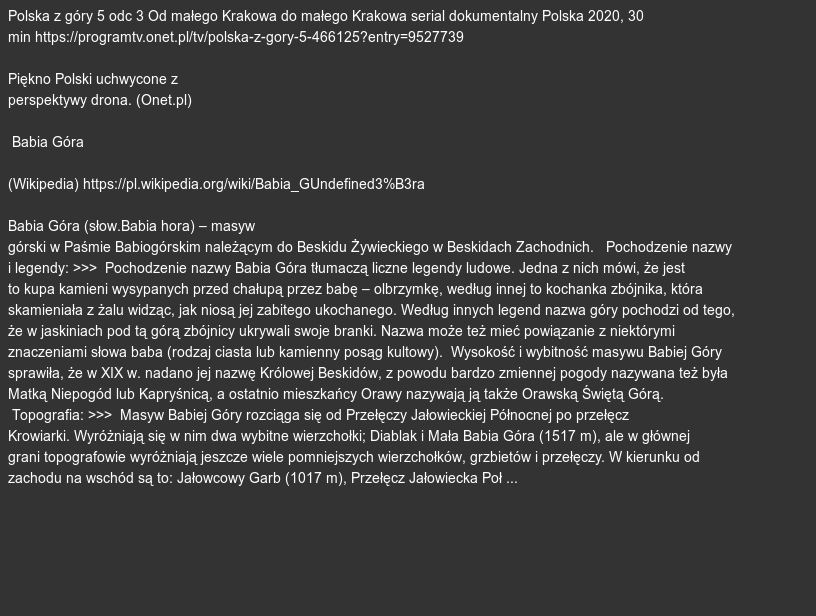 Polska z góry 5 odc 3 Od małego Krakowa do małego Krakowa serial dokumentalny Polska 2020, 30
min https://programtv.onet.pl/tv/polska-z-gory-5-466125?entry=9527739
Piękno Polski uchwycone z
perspektywy drona. (Onet.pl)
Babia Góra
(Wikipedia) https://pl.wikipedia.org/wiki/Babia_GUndefined3%B3ra
Babia Góra (słow.Babia hora) – masyw
górski w Paśmie Babiogórskim należącym do Beskidu Żywieckiego w Beskidach Zachodnich.   Pochodzenie nazwy
i legendy: >>>  Pochodzenie nazwy Babia Góra tłumaczą liczne legendy ludowe. Jedna z nich mówi, że jest
to kupa kamieni wysypanych przed chałupą przez babę – olbrzymkę, według innej to kochanka zbójnika, która
skamieniała z żalu widząc, jak niosą jej zabitego ukochanego. Według innych legend nazwa góry pochodzi od tego,
że w jaskiniach pod tą górą zbójnicy ukrywali swoje branki. Nazwa może też mieć powiązanie z niektórymi
znaczeniami słowa baba (rodzaj ciasta lub kamienny posąg kultowy).  Wysokość i wybitność masywu Babiej Góry
sprawiła, że w XIX w. nadano jej nazwę Królowej Beskidów, z powodu bardzo zmiennej pogody nazywana też była
Matką Niepogód lub Kapryśnicą, a ostatnio mieszkańcy Orawy nazywają ją także Orawską Świętą Górą.
Topografia: >>>  Masyw Babiej Góry rozciąga się od Przełęczy Jałowieckiej Północnej po przełęcz
Krowiarki. Wyróżniają się w nim dwa wybitne wierzchołki; Diablak i Mała Babia Góra (1517 m), ale w głównej
grani topografowie wyróżniają jeszcze wiele pomniejszych wierzchołków, grzbietów i przełęczy. W kierunku od
zachodu na wschód są to: Jałowcowy Garb (1017 m), Przełęcz Jałowiecka Poł ...